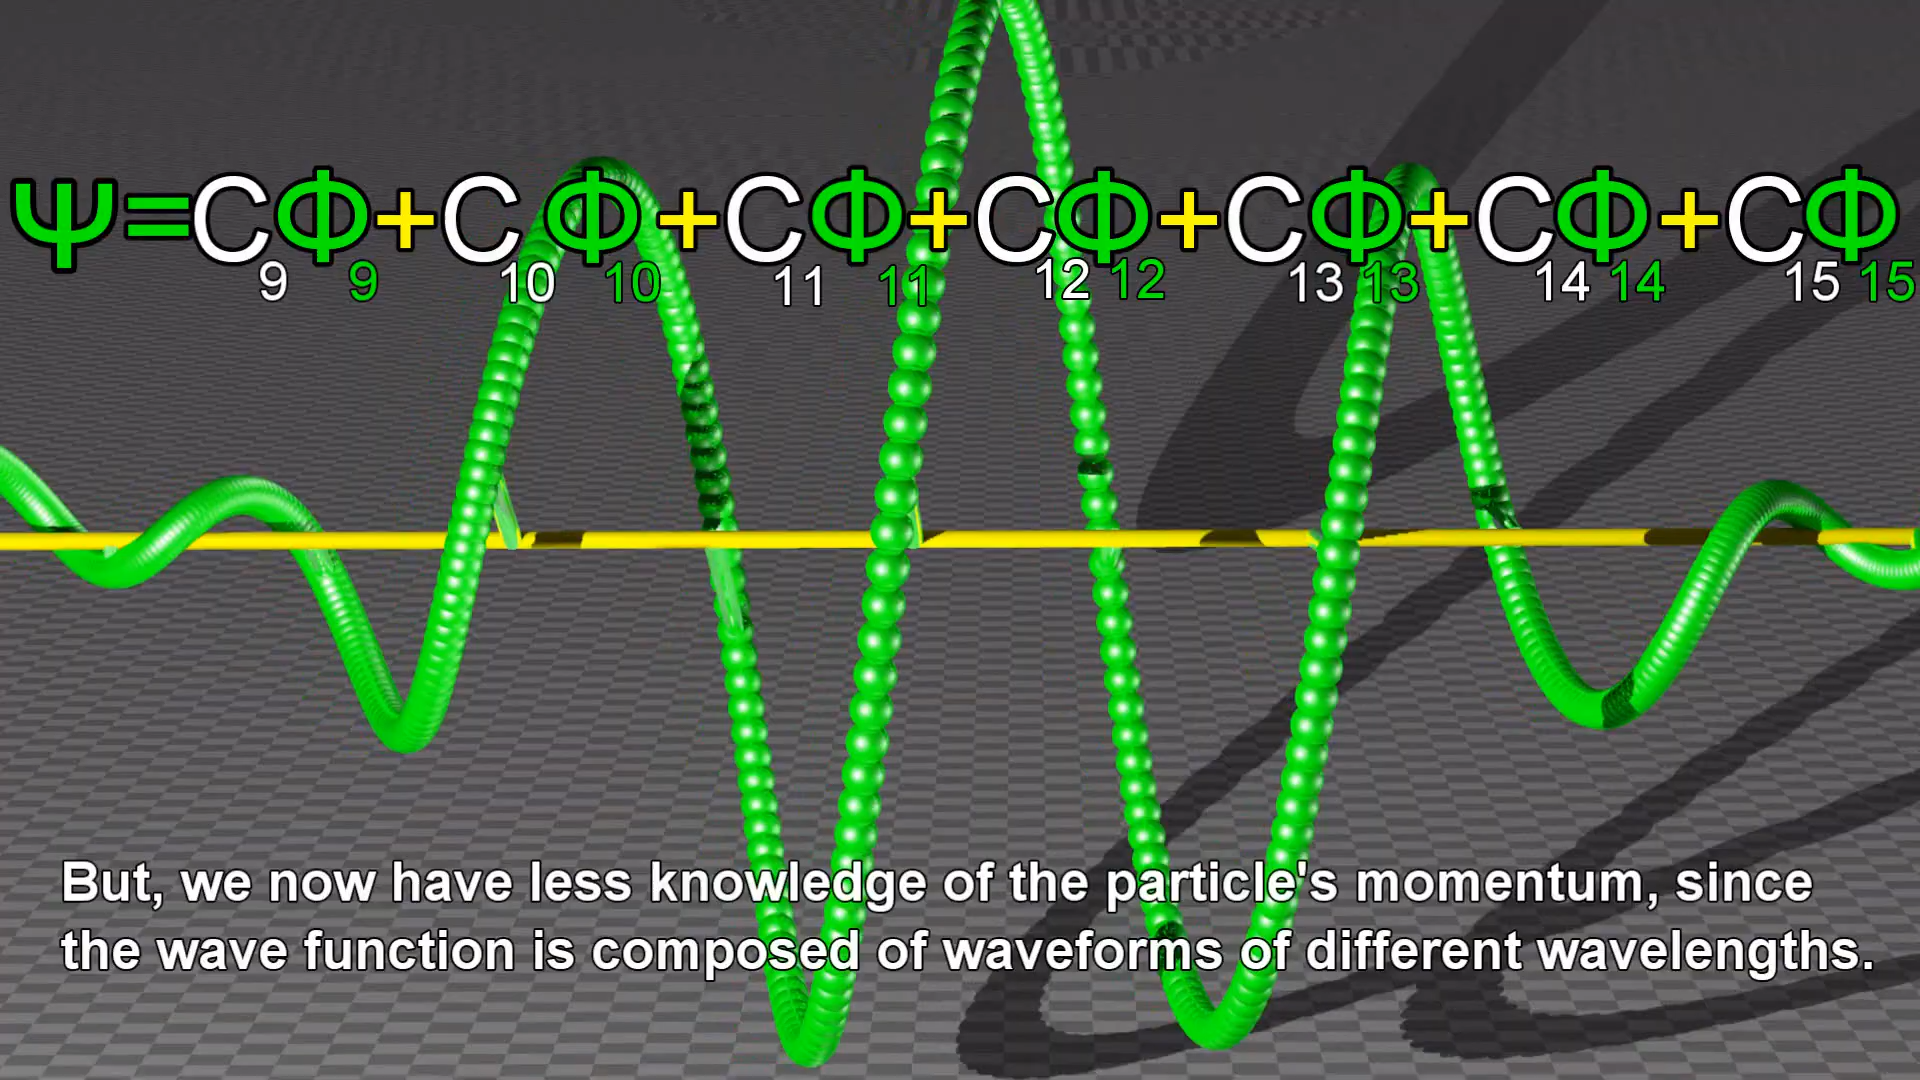 Ψ=C₉Φ₉+C₁₀Φ₁₀+C₁₁Φ₁₁+C₁₂Φ₁₂+C₁₃Φ₁₃+C₁₄Φ₁₄+C₁₅Φ₁₅
But, we now have less knowledge of the particle's momentum, since
the wave function is composed of waveforms of different wavelengths.